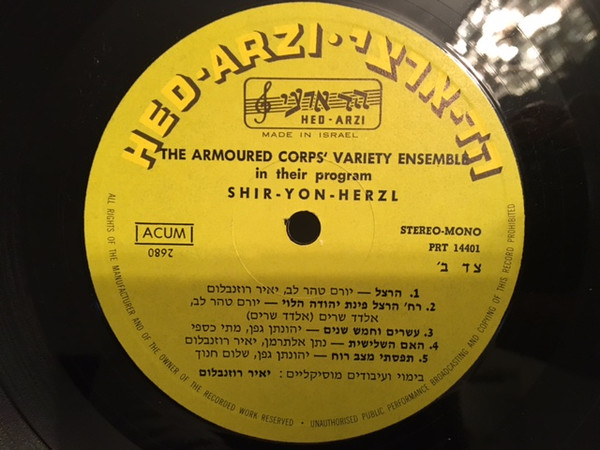 HED-ARZI · הד-ארצי
הד ארצי
HED - ARZI
MADE IN ISRAEL
THE ARMOURED CORPS' VARIETY ENSEMBLE
in their program
SHIR-YON-HERZL
ACUM
2680
STEREO-MONO
PRT 14401
צד ב׳
1. הרצל — יורם טהר לב, יאיר רוזנבלום
2. רח׳ הרצל פינת יהודה הלוי — יורם טהר לב,
אלדד שרים (אלדד שרים)
3. עשרים וחמש שנים — יהונתן גפן, מתי כספי
4. האם השלישית — נתן אלתרמן, יאיר רוזנבלום
5. תפסתי מצב רוח — יהונתן גפן, שלום חנוך
בימוי ועיבודים מוסיקליים: יאיר רוזנבלום
ALL RIGHTS OF THE MANUFACTURER AND OF THE OWNER OF THE RECORDED WORK RESERVED • UNAUTHORISED PUBLIC PERFORMANCE BROADCASTING AND COPYING OF THIS RECORD PROHIBITED